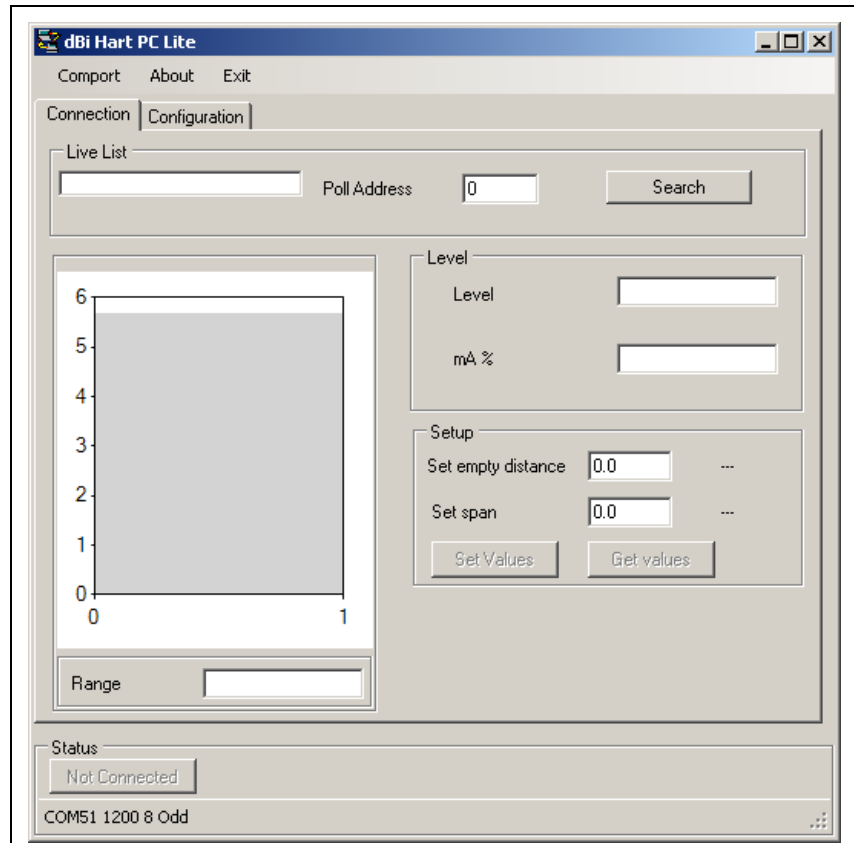 dBi Hart PC Lite
Comport About Exit
Connection Configuration
Live List
Poll Address 0 Search
6
5
4
3
2
1
0
0 1
Range
Level
Level
mA %
Setup
Set empty distance 0.0 ---
Set span 0.0 ---
Set Values Get values
Status
Not Connected
COM51 1200 8 Odd